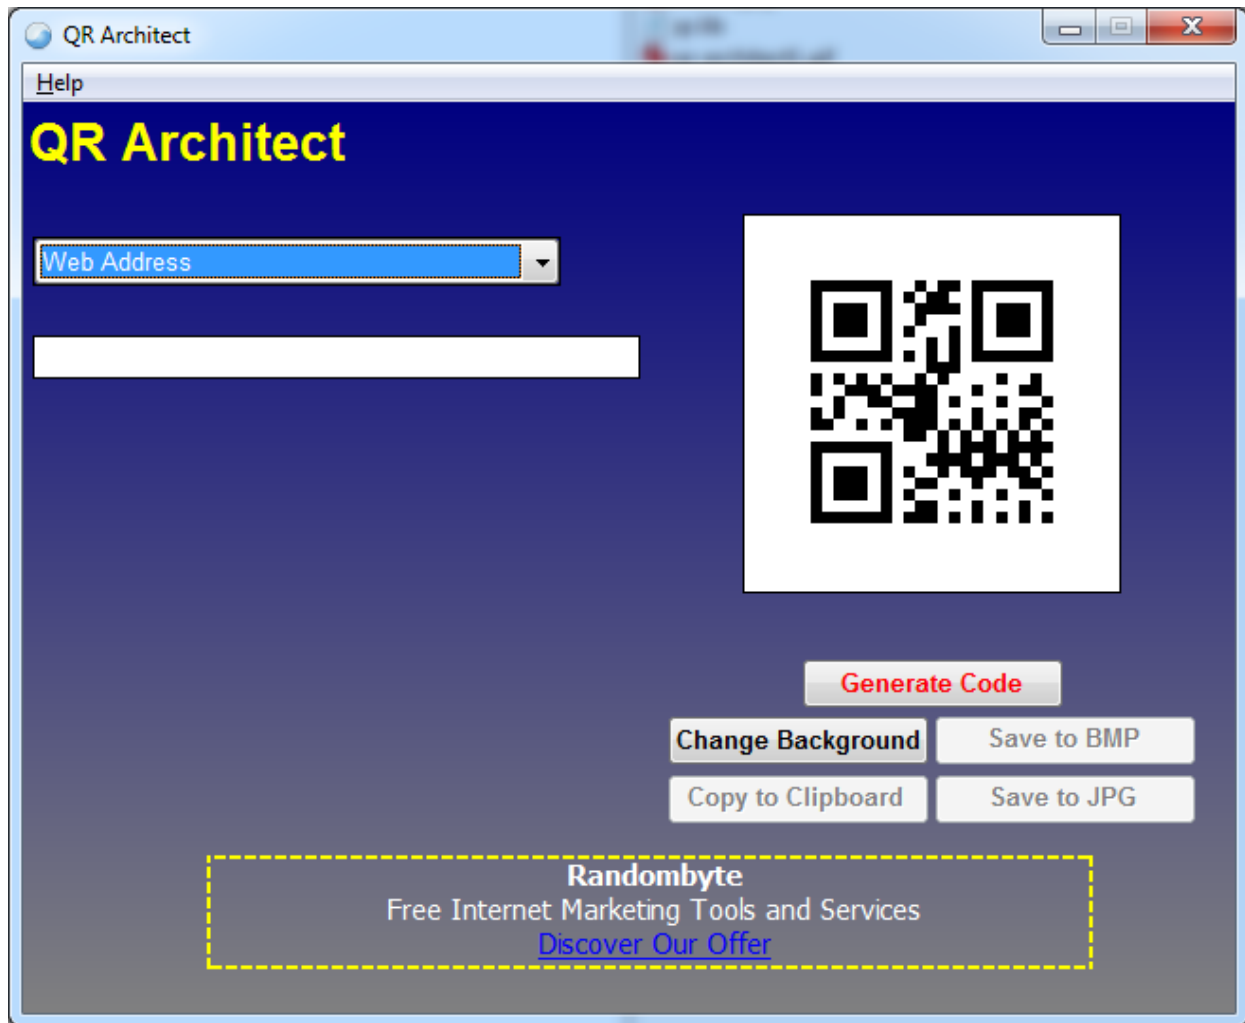 QR Architect
Help
QR Architect
Web Address
Generate Code
Change Background
Save to BMP
Copy to Clipboard
Save to JPG
Randombyte
Free Internet Marketing Tools and Services
Discover Our Offer